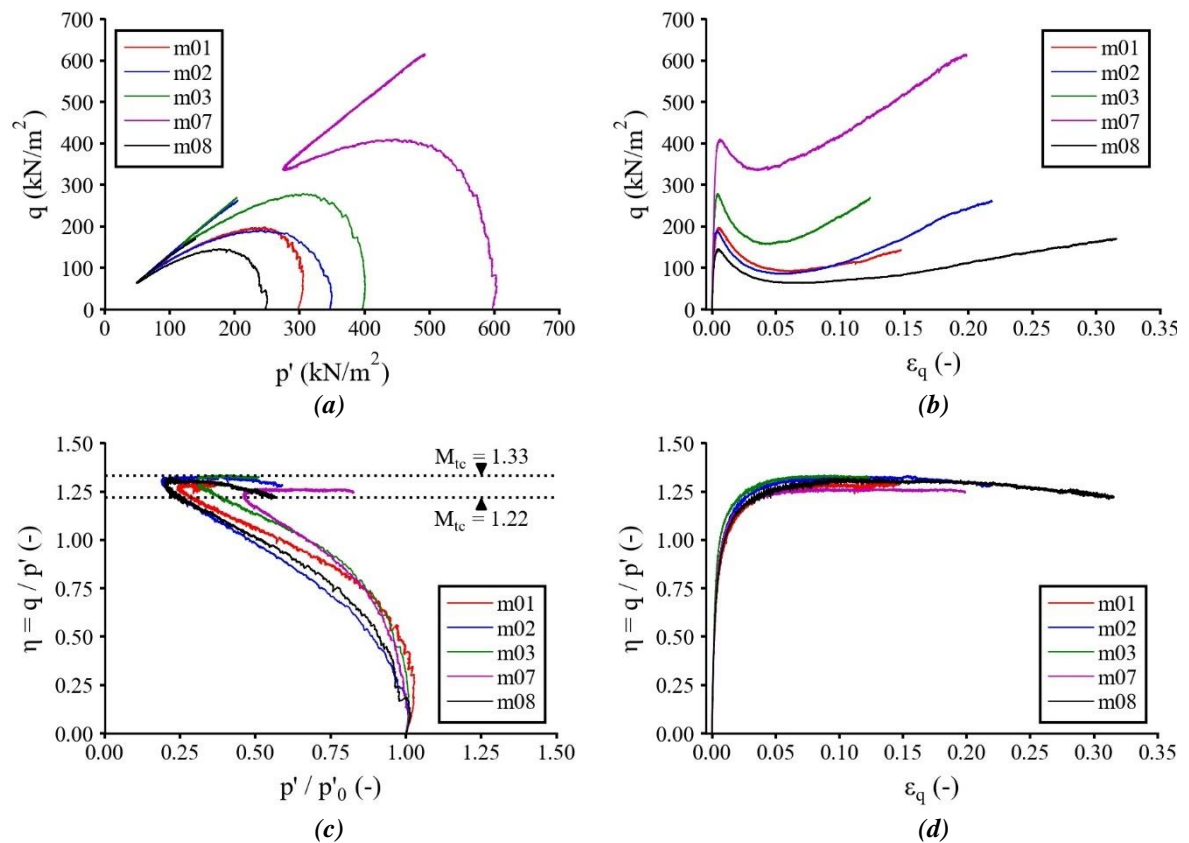 700
600
500
400
300
200
100
0
q (kN/m²)
m01
m02
m03
m07
m08
0
100
200
300
400
500
600
700
p' (kN/m²)
(a)
700
600
500
400
300
200
100
0
q (kN/m²)
m01
m02
m03
m07
m08
0.00
0.05
0.10
0.15
0.20
0.25
0.30
0.35
εq (-)
(b)
1.50
1.25
1.00
0.75
0.50
0.25
0.00
η = q / p' (-)
Mtc = 1.33
Mtc = 1.22
m01
m02
m03
m07
m08
0.00
0.25
0.50
0.75
1.00
1.25
1.50
p' / p'0 (-)
(c)
1.50
1.25
1.00
0.75
0.50
0.25
0.00
η = q / p' (-)
m01
m02
m03
m07
m08
0.00
0.05
0.10
0.15
0.20
0.25
0.30
0.35
εq (-)
(d)